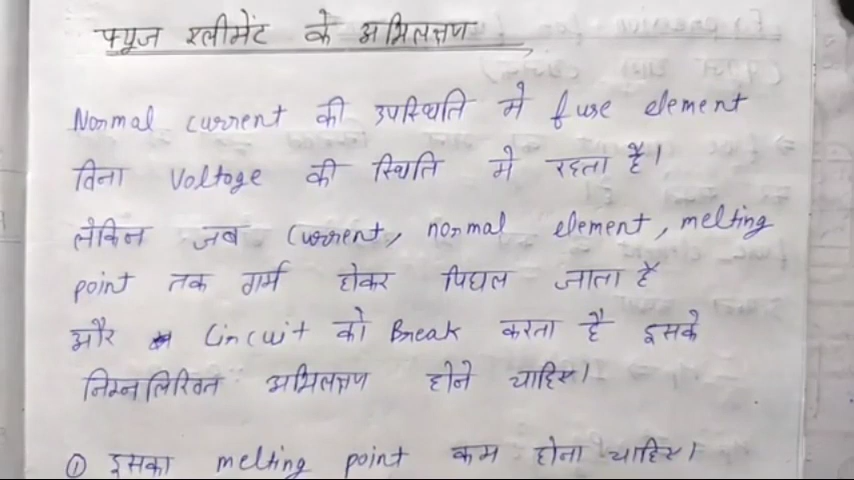 फ्यूज एलीमेंट के अभिलक्षण
Normal current की उपस्थिति मे fuse element
बिना Voltage की स्थिति मे रहता है।
लेकिन जब Current, normal element, melting
point तक गर्म होकर पिघल जाता है
और Circuit को Break करता है इसके
निम्नलिखित अभिलक्षण होने चाहिए।
① इसका melting point कम होना चाहिए।